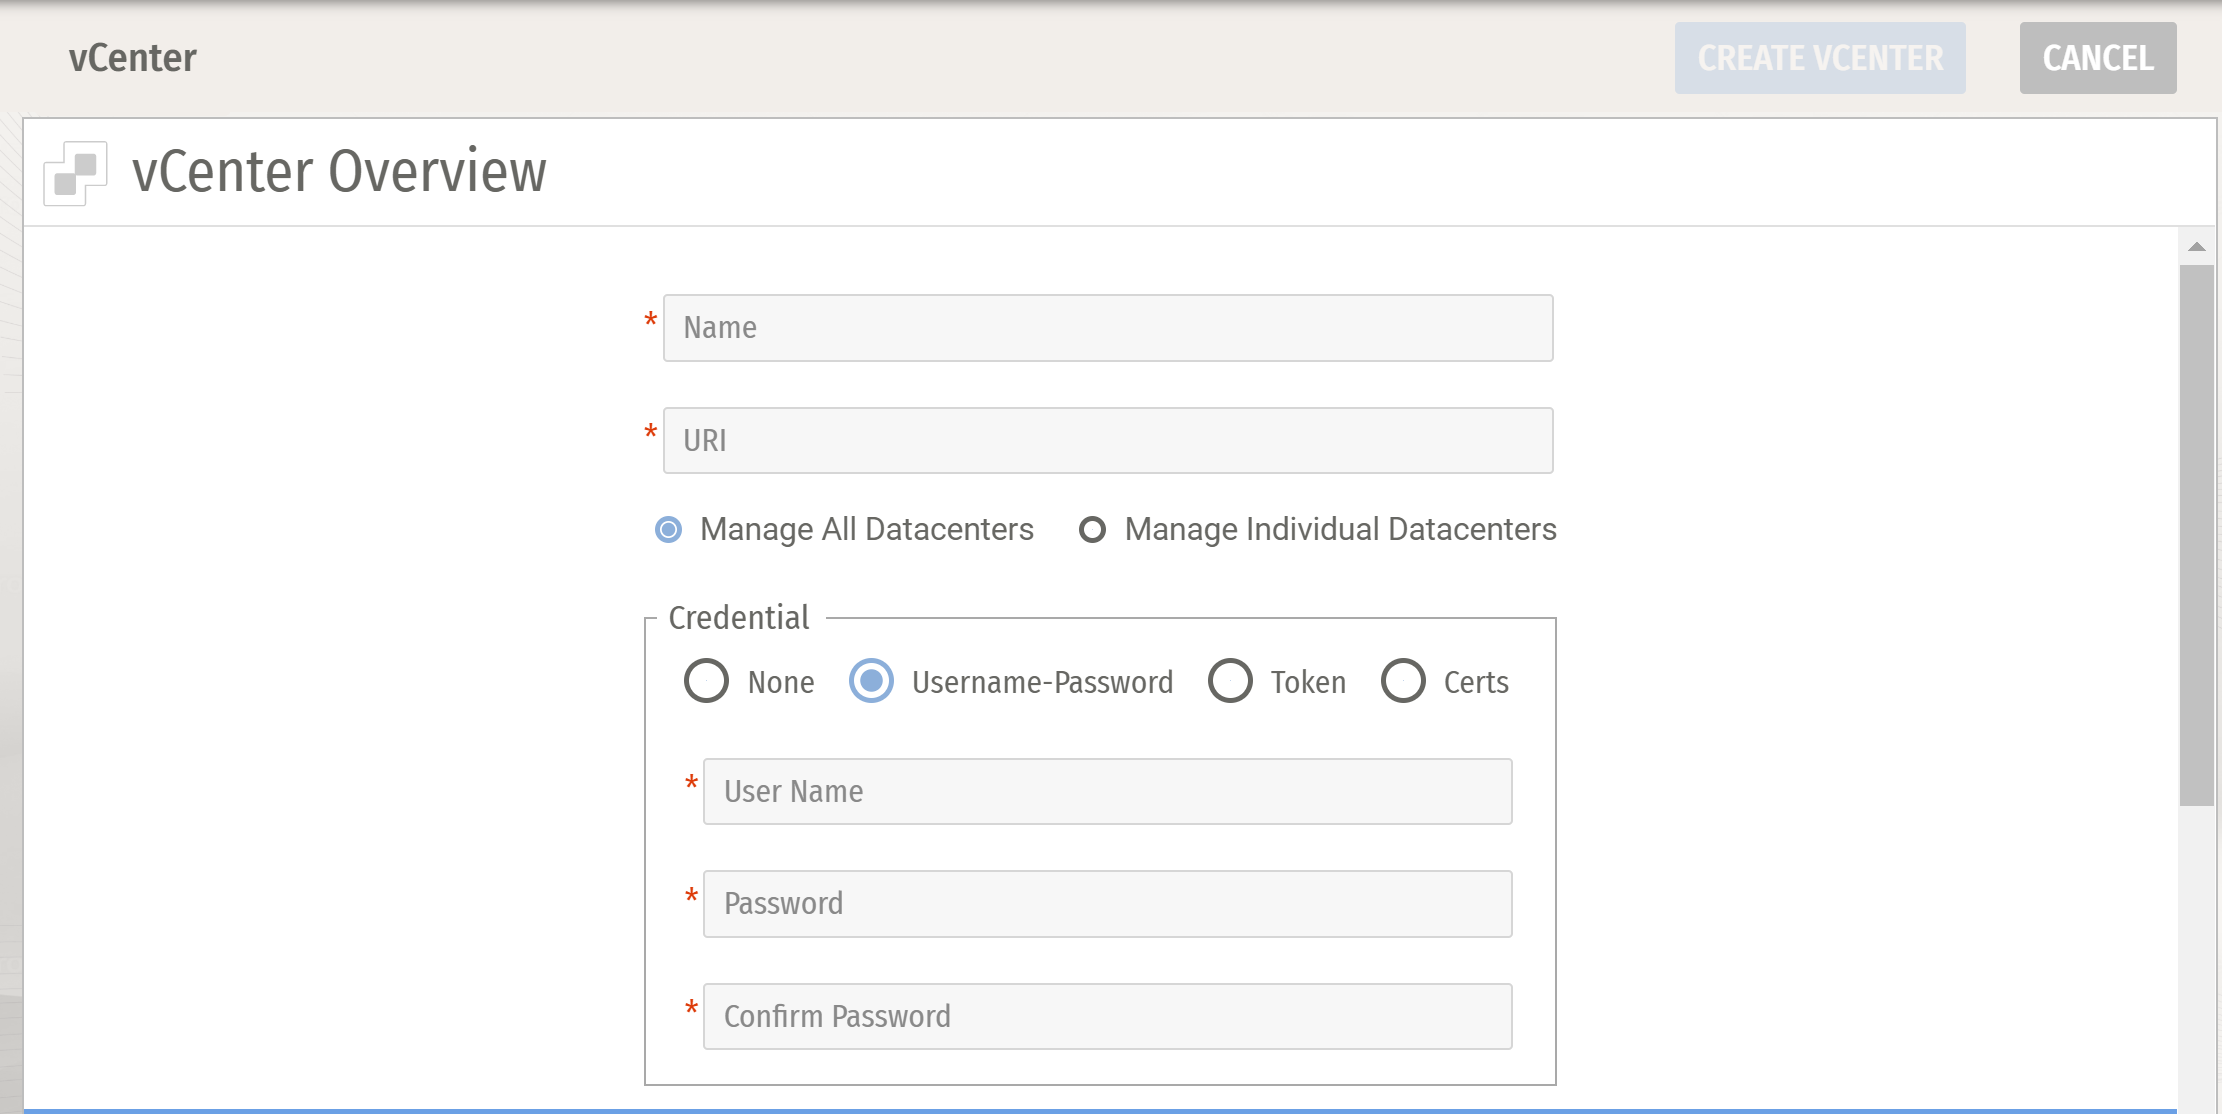 vCenter
CREATE VCENTER
CANCEL
vCenter Overview
* Name
* URI
Manage All Datacenters Manage Individual Datacenters
Credential
None Username-Password Token Certs
* User Name
* Password
* Confirm Password